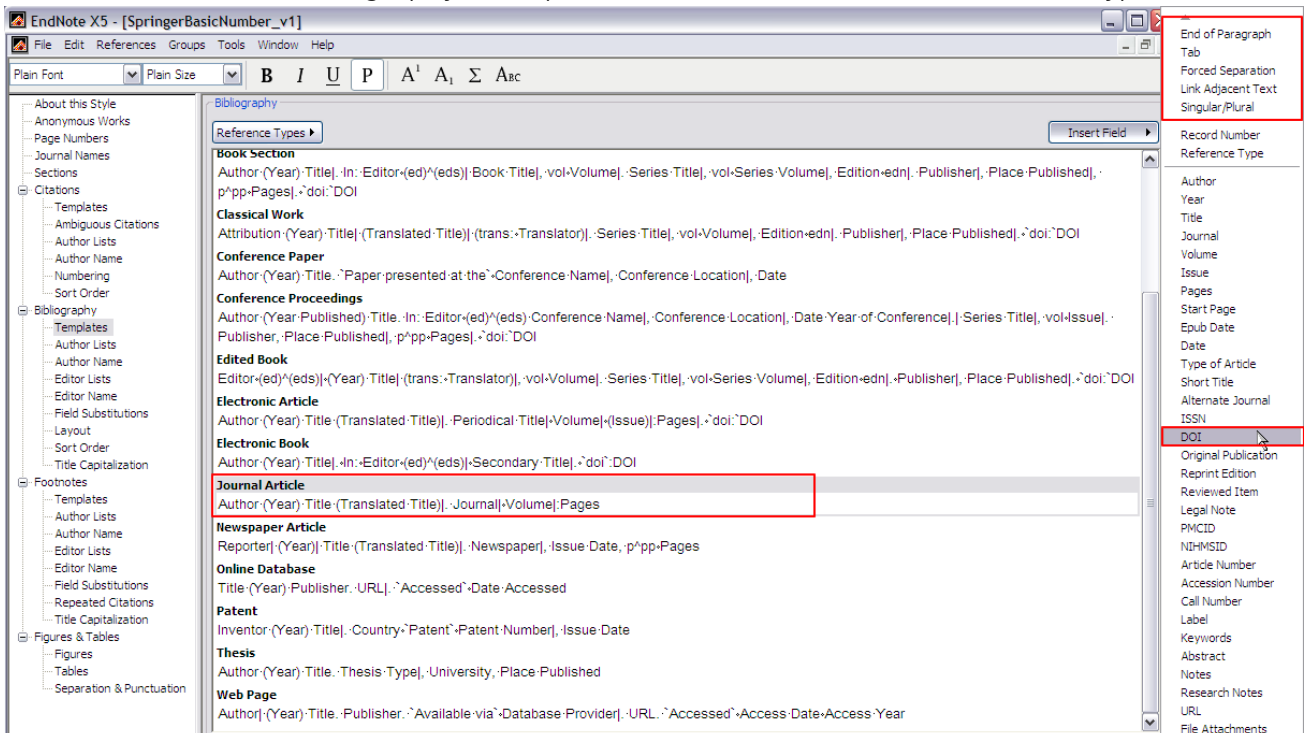 EndNote X5 - [SpringerBasicNumber_v1]
File Edit References Groups Tools Window Help
Plain Font Plain Size B I U P A¹ A₁ Σ ABC
About this Style
Anonymous Works
Page Numbers
Journal Names
Sections
Citations
Templates
Ambiguous Citations
Author Lists
Author Name
Numbering
Sort Order
Bibliography
Templates
Author Lists
Author Name
Editor Lists
Editor Name
Field Substitutions
Layout
Sort Order
Title Capitalization
Footnotes
Templates
Author Lists
Author Name
Editor Lists
Editor Name
Field Substitutions
Repeated Citations
Title Capitalization
Figures & Tables
Figures
Tables
Separation & Punctuation
Bibliography
Reference Types Insert Field
Book Section
Author·(Year)·Title|.·In:·Editor◦(ed)^(eds)|·Book·Title|,·vol◦Volume|.·Series·Title|,·vol◦Series·Volume|,·Edition◦edn|.·Publisher|,·Place·Published|,·
p^pp◦Pages|.◦`doi:`DOI
Classical Work
Attribution·(Year)·Title|·(Translated·Title)|·(trans:◦Translator)|.·Series·Title|,·vol◦Volume|,·Edition◦edn|.·Publisher|,·Place·Published|.◦`doi:`DOI
Conference Paper
Author·(Year)·Title.·`Paper·presented·at·the`◦Conference·Name|,·Conference·Location|,·Date
Conference Proceedings
Author·(Year·Published)·Title.·In:·Editor◦(ed)^(eds)·Conference·Name|,·Conference·Location|,·Date·Year·of·Conference|.|·Series·Title|,·vol◦Issue|.·
Publisher,·Place·Published|,·p^pp◦Pages|.◦`doi:`DOI
Edited Book
Editor◦(ed)^(eds)|◦(Year)·Title|·(trans:◦Translator)|,·vol◦Volume|.·Series·Title|,·vol◦Series·Volume|,·Edition◦edn|.◦Publisher|,·Place·Published|.◦`doi:`DOI
Electronic Article
Author·(Year)·Title·(Translated·Title)|.·Periodical·Title|◦Volume|◦(Issue)|:Pages|.◦`doi:`DOI
Electronic Book
Author·(Year)·Title|.◦In:◦Editor◦(ed)^(eds)|◦Secondary·Title|.◦`doi`:DOI
Journal Article
Author·(Year)·Title·(Translated·Title)|.·Journal|◦Volume|:Pages
Newspaper Article
Reporter|·(Year)|·Title·(Translated·Title)|.·Newspaper|,·Issue·Date,·p^pp◦Pages
Online Database
Title·(Year)·Publisher.·URL|.·`Accessed`◦Date·Accessed
Patent
Inventor·(Year)·Title|.·Country◦`Patent`◦Patent·Number|,·Issue·Date
Thesis
Author·(Year)·Title.·Thesis·Type|,·University,·Place·Published
Web Page
Author|·(Year)·Title.·Publisher.·`Available·via`◦Database·Provider|.·URL.·`Accessed`◦Access·Date◦Access·Year
End of Paragraph
Tab
Forced Separation
Link Adjacent Text
Singular/Plural
Record Number
Reference Type
Author
Year
Title
Journal
Volume
Issue
Pages
Start Page
Epub Date
Date
Type of Article
Short Title
Alternate Journal
ISSN
DOI
Original Publication
Reprint Edition
Reviewed Item
Legal Note
PMCID
NIHMSID
Article Number
Accession Number
Call Number
Label
Keywords
Abstract
Notes
Research Notes
URL
File Attachments